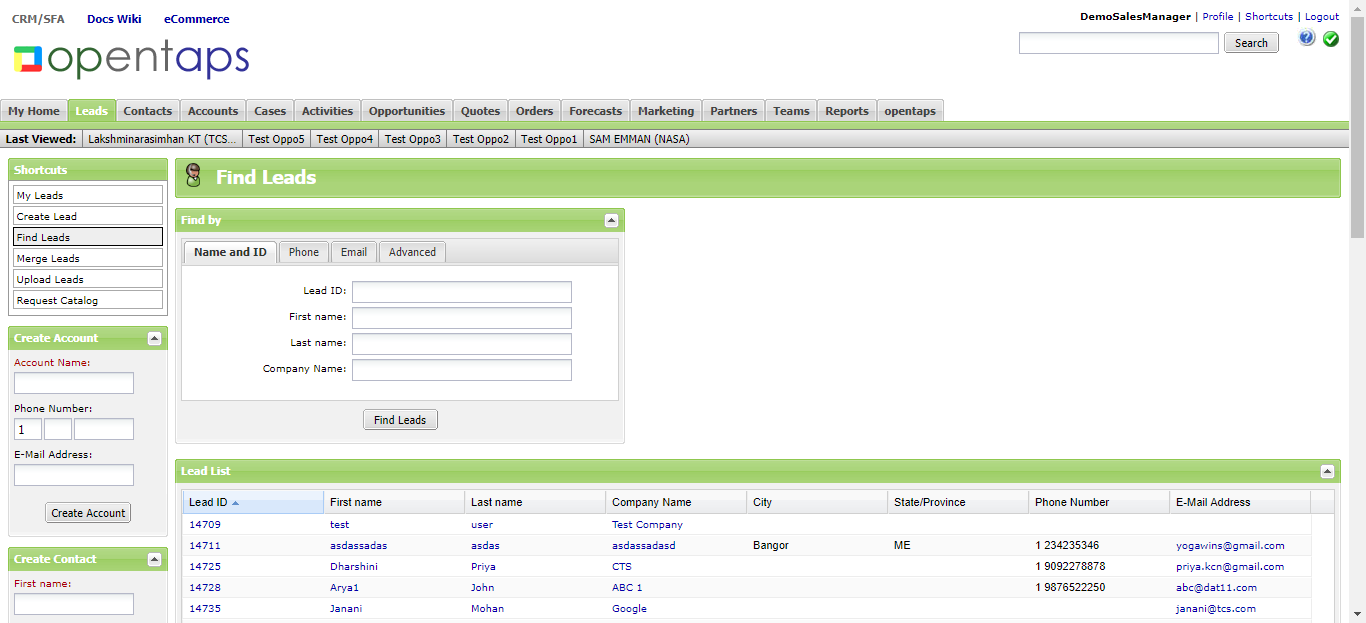 CRM/SFA Docs Wiki eCommerce
DemoSalesManager | Profile | Shortcuts | Logout
opentaps
Search
My Home Leads Contacts Accounts Cases Activities Opportunities Quotes Orders Forecasts Marketing Partners Teams Reports opentaps
Last Viewed: Lakshminarasimhan KT (TCS... Test Oppo5 Test Oppo4 Test Oppo3 Test Oppo2 Test Oppo1 SAM EMMAN (NASA)
Shortcuts
My Leads
Create Lead
Find Leads
Merge Leads
Upload Leads
Request Catalog
Create Account
Account Name:
Phone Number:
1
E-Mail Address:
Create Account
Create Contact
First name:
Find Leads
Find by
Name and ID Phone Email Advanced
Lead ID:
First name:
Last name:
Company Name:
Find Leads
Lead List
Lead ID First name Last name Company Name City State/Province Phone Number E-Mail Address
14709 test user Test Company
14711 asdassadas asdas asdassadasd Bangor ME 1 234235346 yogawins@gmail.com
14725 Dharshini Priya CTS 1 9092278878 priya.kcn@gmail.com
14728 Arya1 John ABC 1 1 9876522250 abc@dat11.com
14735 Janani Mohan Google janani@tcs.com